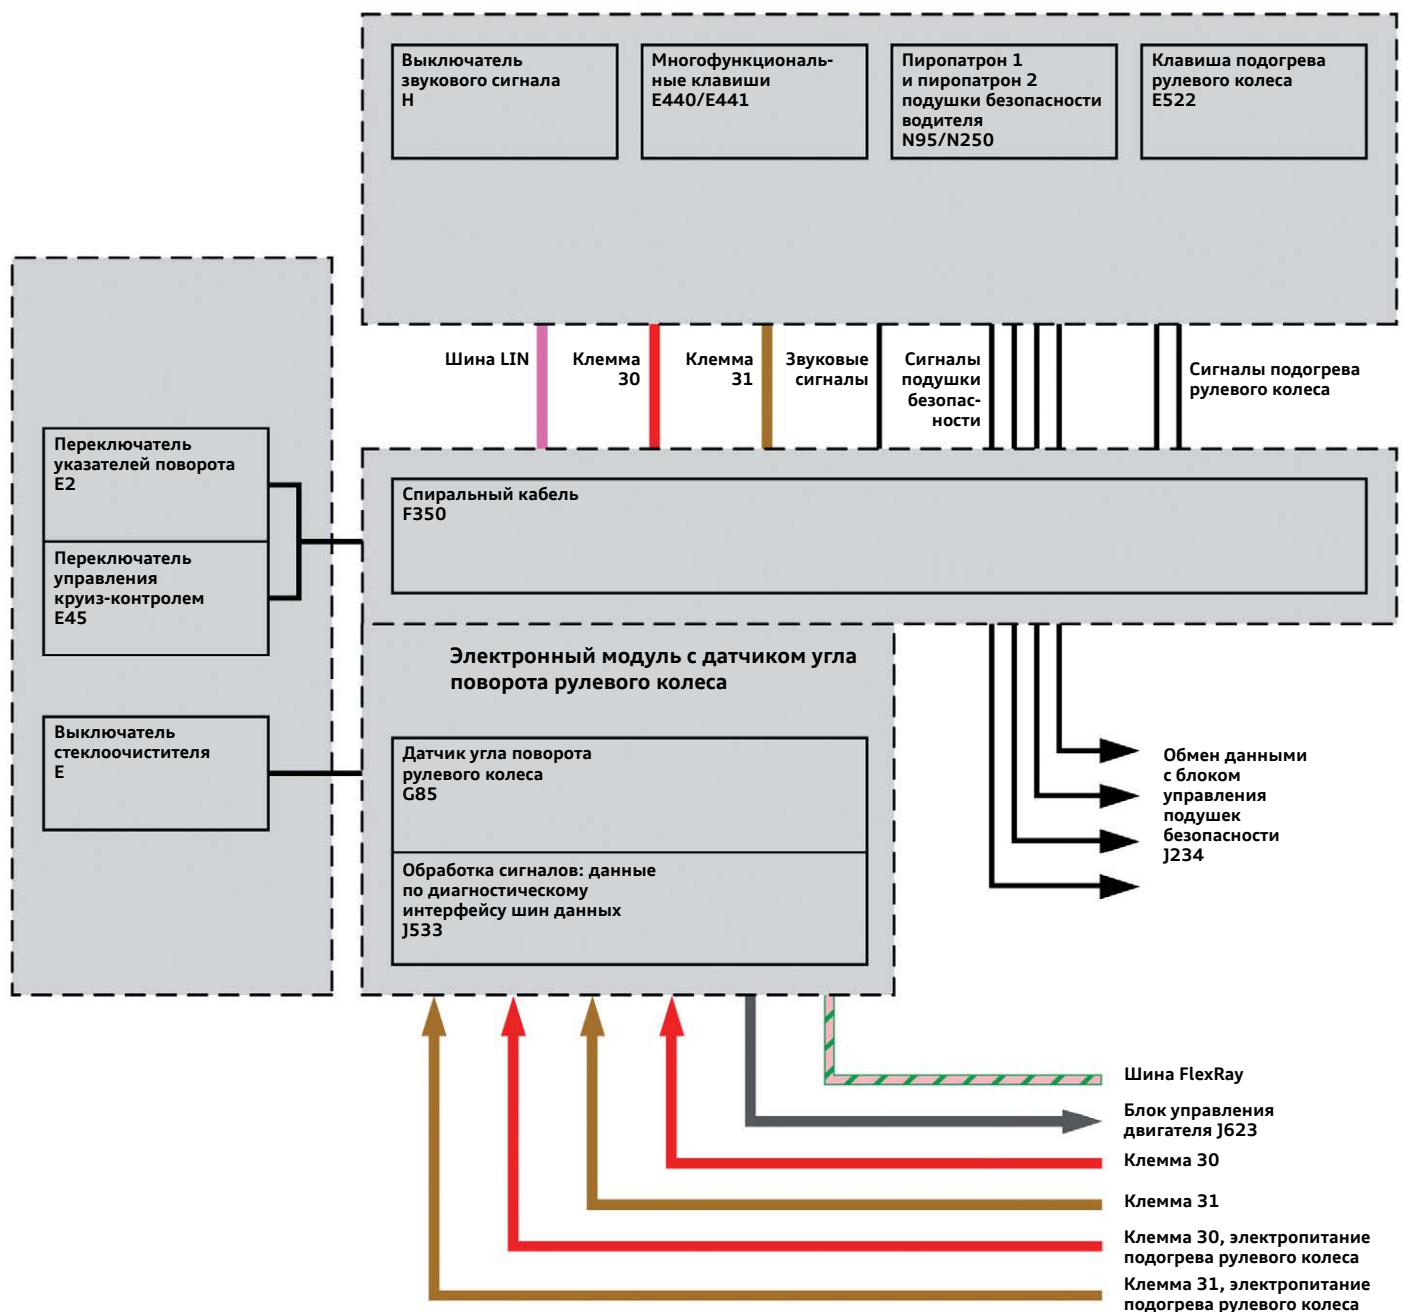 Выключатель
звукового сигнала
H
Многофункциональ-
ные клавиши
E440/E441
Пиропатрон 1
и пиропатрон 2
подушки безопасности
водителя
N95/N250
Клавиша подогрева
рулевого колеса
E522
Шина LIN
Клемма
30
Клемма
31
Звуковые
сигналы
Сигналы
подушки
безопас-
ности
Сигналы подогрева
рулевого колеса
Переключатель
указателей поворота
E2
Переключатель
управления
круиз-контролем
E45
Выключатель
стеклоочистителя
E
Спиральный кабель
F350
Электронный модуль с датчиком угла
поворота рулевого колеса
Датчик угла поворота
рулевого колеса
G85
Обработка сигналов: данные
по диагностическому
интерфейсу шин данных
J533
Обмен данными
с блоком
управления
подушек
безопасности
J234
Шина FlexRay
Блок управления
двигателя J623
Клемма 30
Клемма 31
Клемма 30, электропитание
подогрева рулевого колеса
Клемма 31, электропитание
подогрева рулевого колеса